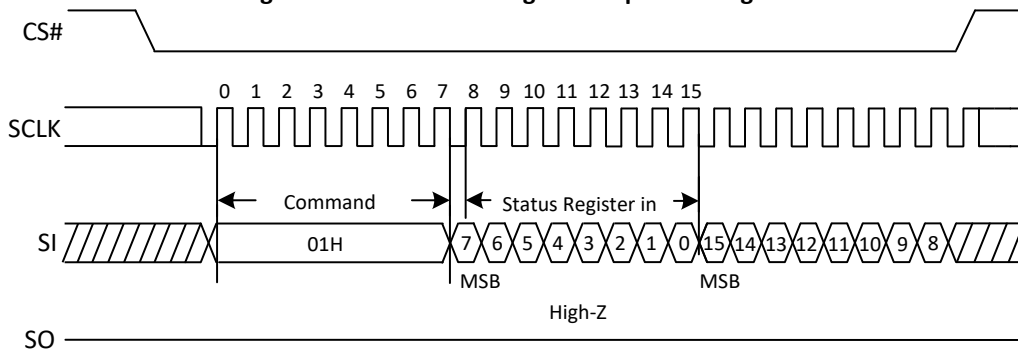 CS#
0 1 2 3 4 5 6 7 8 9 10 11 12 13 14 15
SCLK
Command
Status Register in
SI
01H
7 6 5 4 3 2 1 0 15 14 13 12 11 10 9 8
MSB
MSB
High-Z
SO